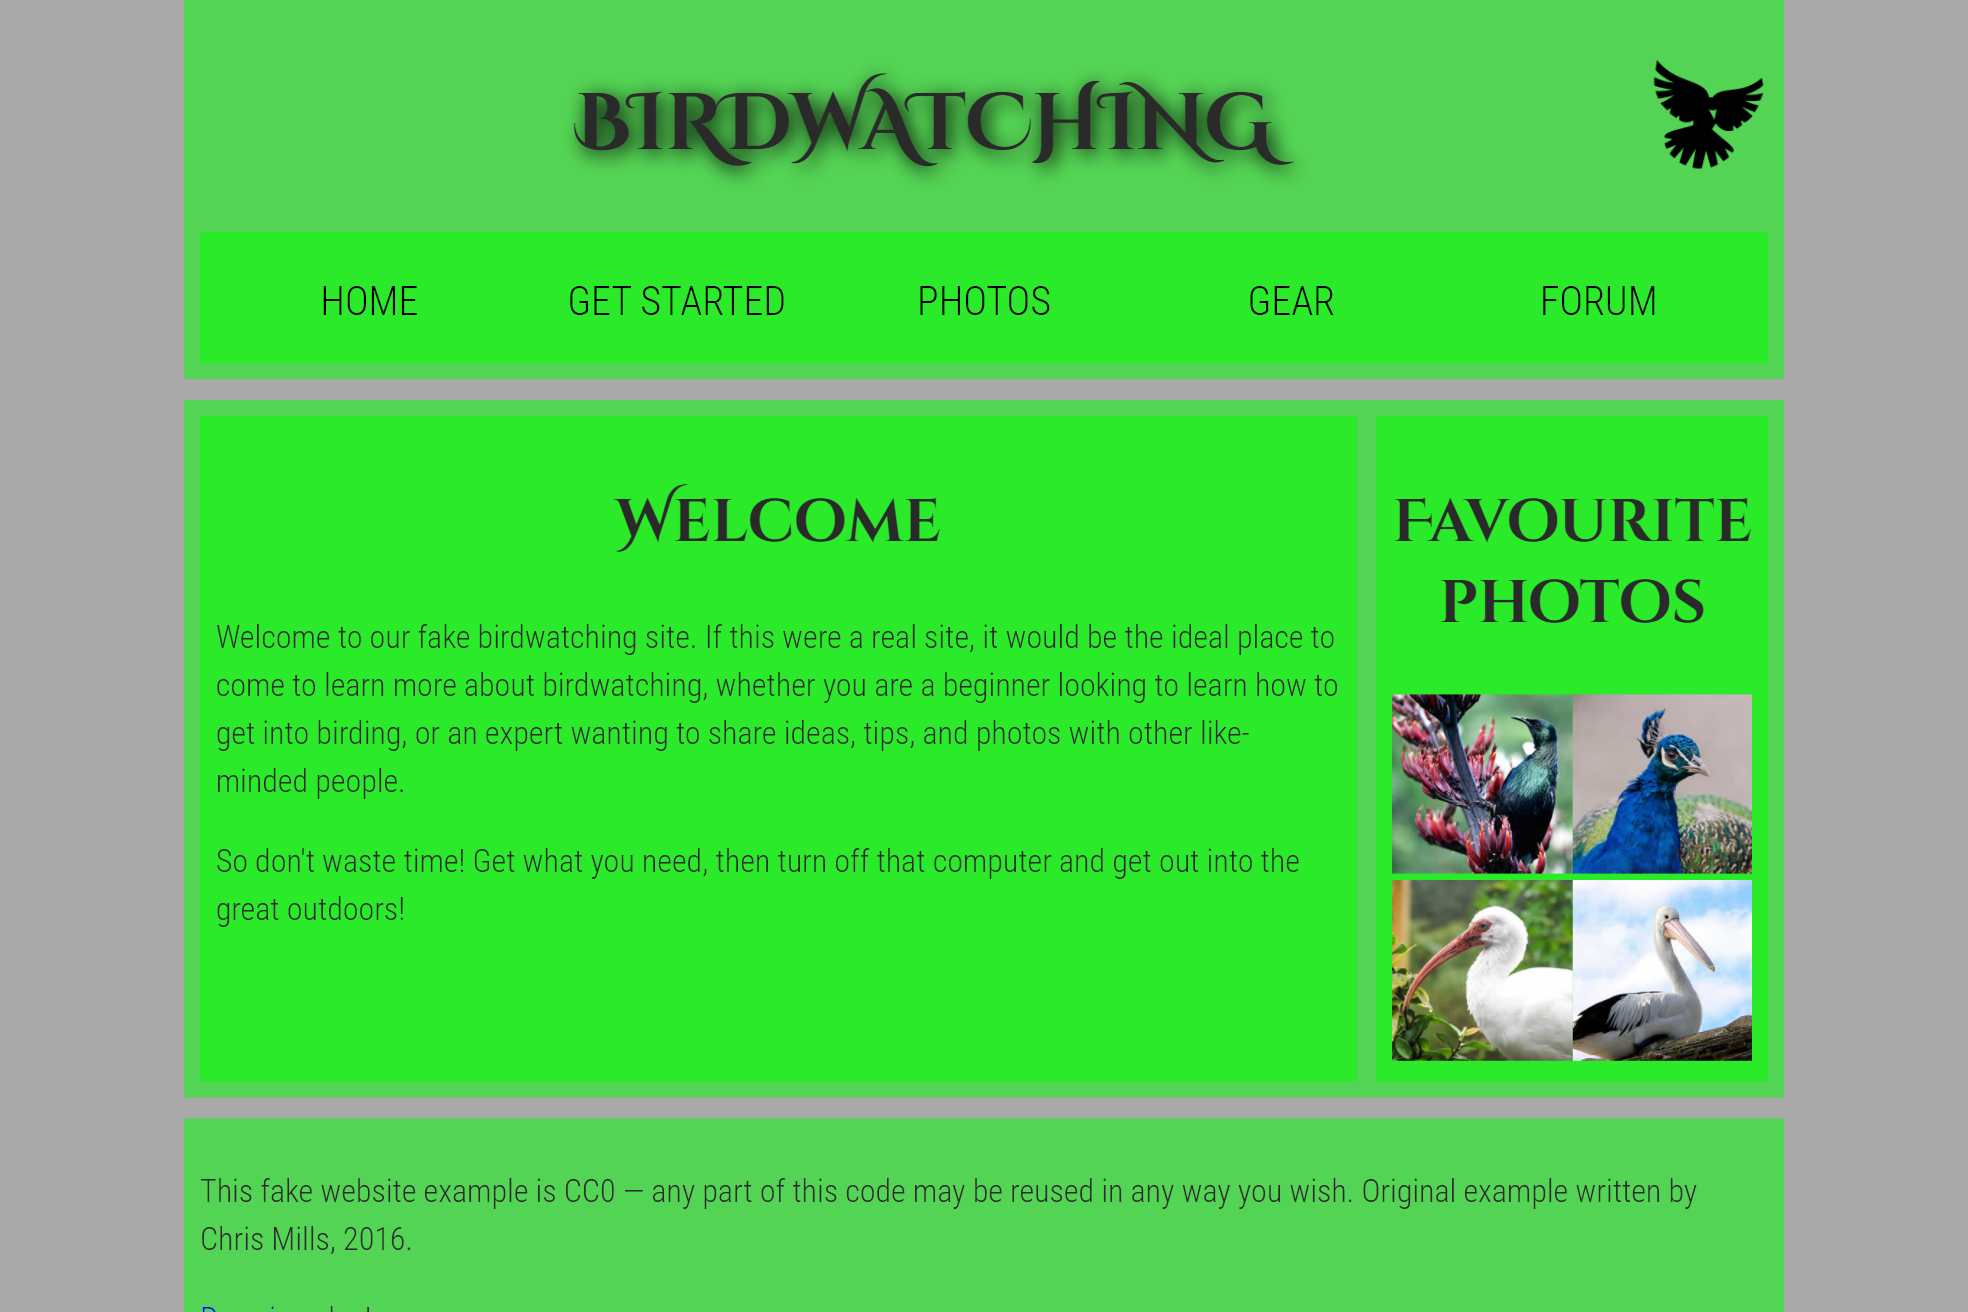 BIRDWATCHING
HOME GET STARTED PHOTOS GEAR FORUM
Welcome
Welcome to our fake birdwatching site. If this were a real site, it would be the ideal place to
come to learn more about birdwatching, whether you are a beginner looking to learn how to
get into birding, or an expert wanting to share ideas, tips, and photos with other like-
minded people.
So don't waste time! Get what you need, then turn off that computer and get out into the
great outdoors!
Favourite
photos
This fake website example is CC0 — any part of this code may be reused in any way you wish. Original example written by
Chris Mills, 2016.